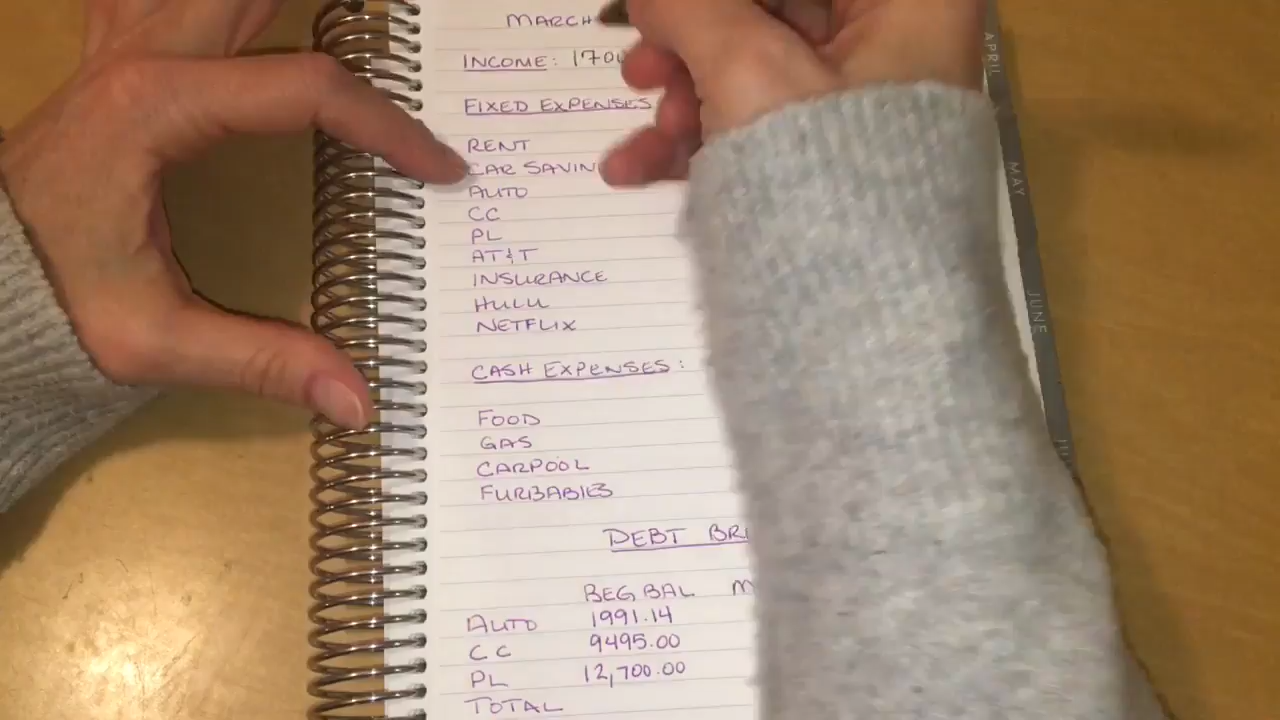 MARCH
INCOME: 170
FIXED EXPENSES
RENT
CAR SAVIN
AUTO
CC
PL
AT&T
INSURANCE
HULU
NETFLIX
CASH EXPENSES:
FOOD
GAS
CARPOOL
FURBABIES
DEBT BR
BEG BAL M
AUTO 1991.14
CC 9495.00
PL 12,700.00
TOTAL
APRIL
MAY
JUNE